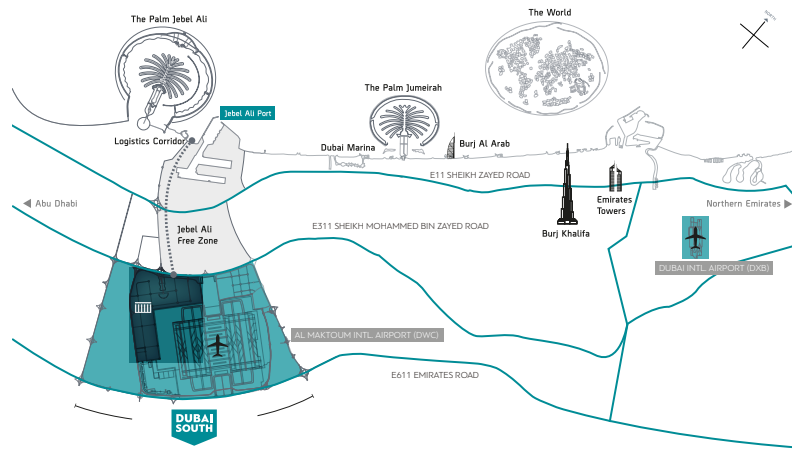 The World
The Palm Jebel Ali
NORTH
The Palm Jumeirah
Jebel Ali Port
Logistics Corridor
Dubai Marina
Burj Al Arab
E11 SHEIKH ZAYED ROAD
Abu Dhabi
Emirates
Towers
Northern Emirates
Jebel Ali
Free Zone
E311 SHEIKH MOHAMMED BIN ZAYED ROAD
Burj Khalifa
DUBAI INTL. AIRPORT (DXB)
AL MAKTOUM INTL. AIRPORT (DWC)
E611 EMIRATES ROAD
DUBAI
SOUTH